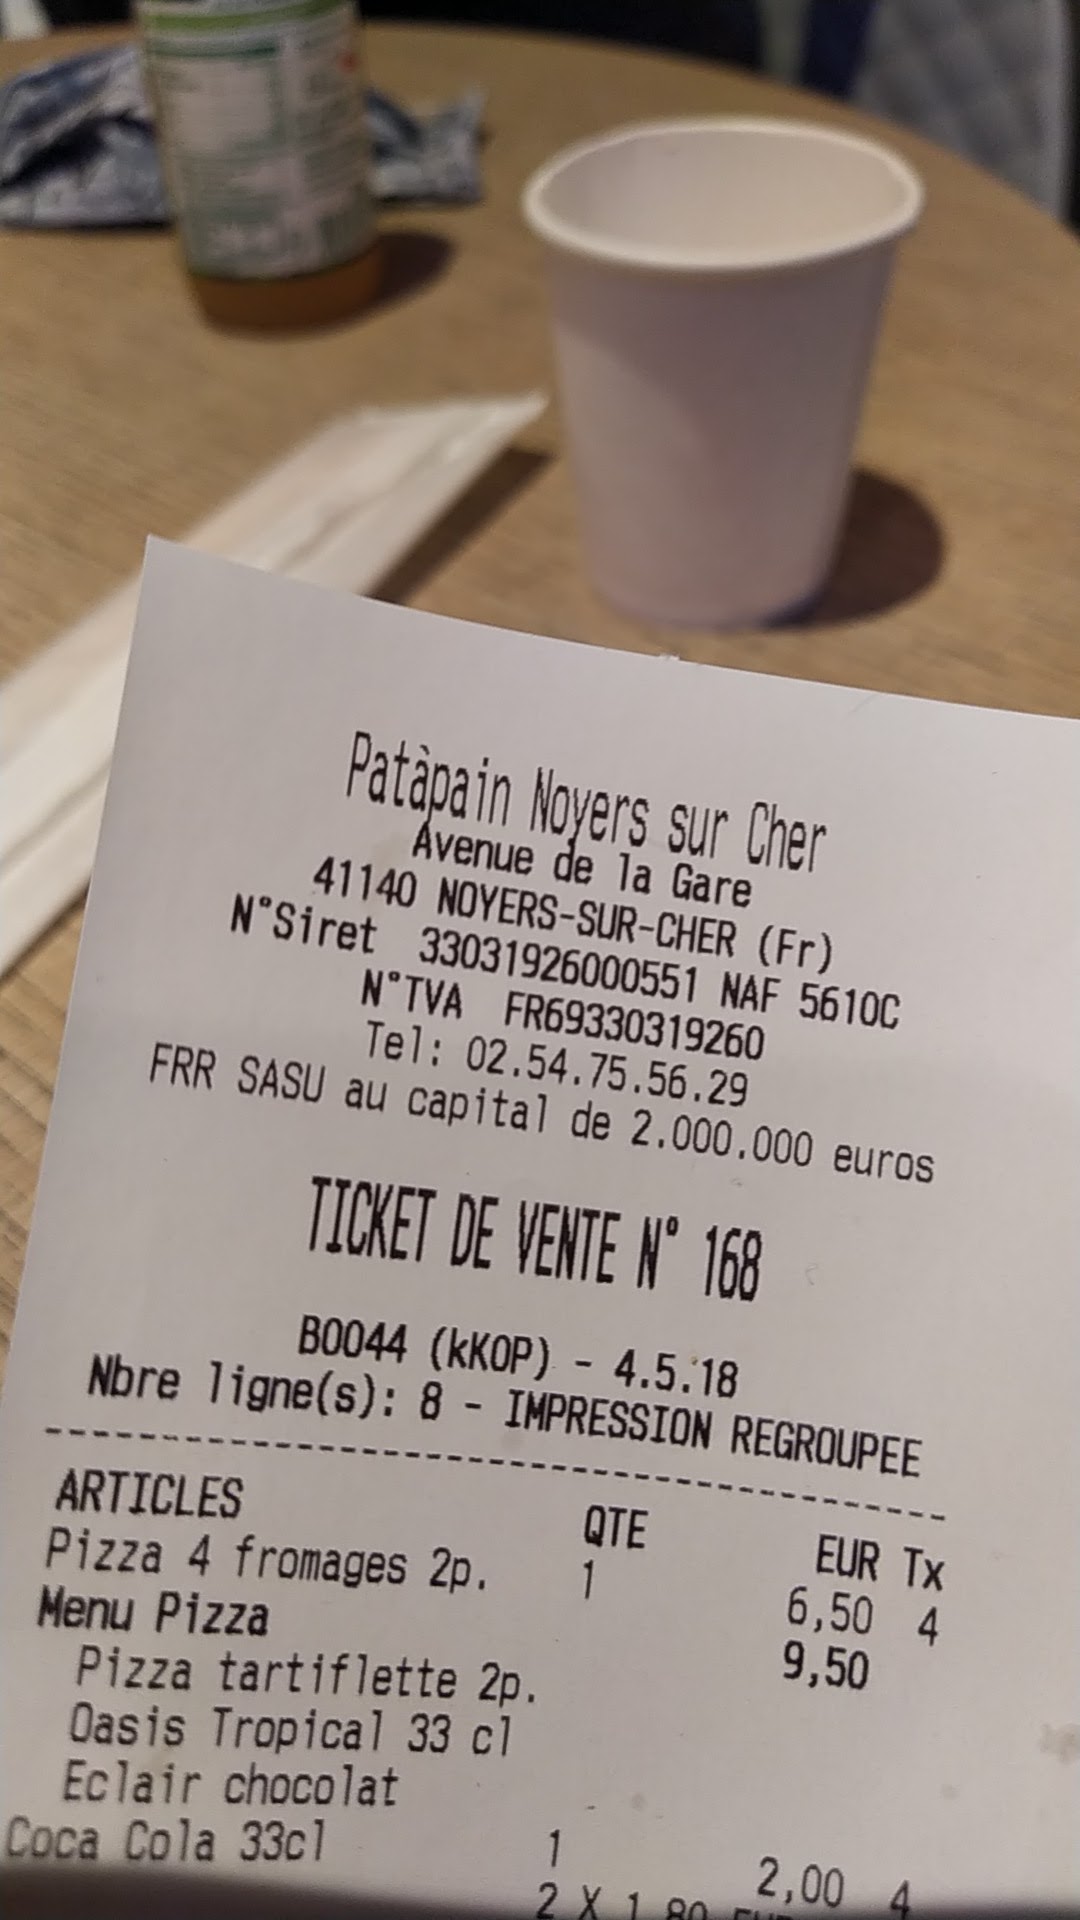 Patàpain Noyers sur Cher
Avenue de la Gare
41140 NOYERS-SUR-CHER (Fr)
N°Siret 33031926000551 NAF 5610C
N°TVA FR69330319260
Tel: 02.54.75.56.29
FRR SASU au capital de 2.000.000 euros
TICKET DE VENTE N° 168
B0044 (kKOP) - 4.5.18
Nbre ligne(s): 8 - IMPRESSION REGROUPEE
ARTICLES QTE EUR Tx
Pizza 4 fromages 2p. 1 6,50 4
Menu Pizza 9,50
Pizza tartiflette 2p.
Oasis Tropical 33 cl
Eclair chocolat
Coca Cola 33cl 1 2,00 4
2 X 1,80